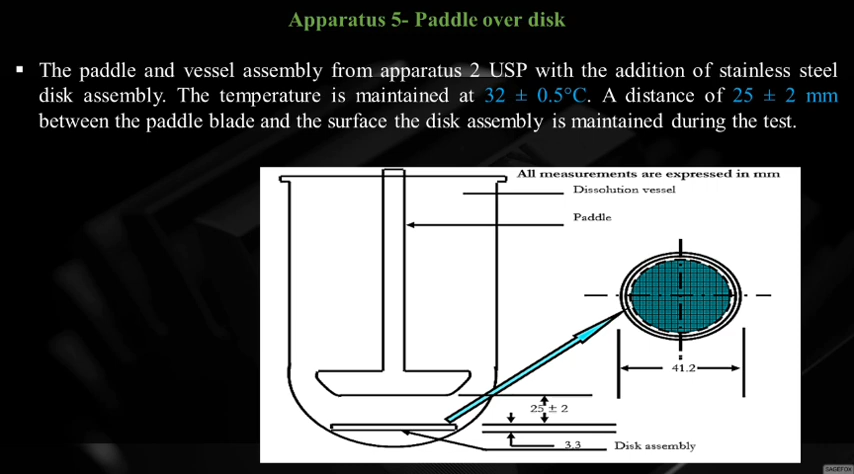 Apparatus 5- Paddle over disk
▪ The paddle and vessel assembly from apparatus 2 USP with the addition of stainless steel
disk assembly. The temperature is maintained at 32 ± 0.5°C. A distance of 25 ± 2 mm
between the paddle blade and the surface the disk assembly is maintained during the test.
All measurements are expressed in mm
Dissolution vessel
Paddle
41.2
25 ± 2
3.3
Disk assembly
SAGEFOX